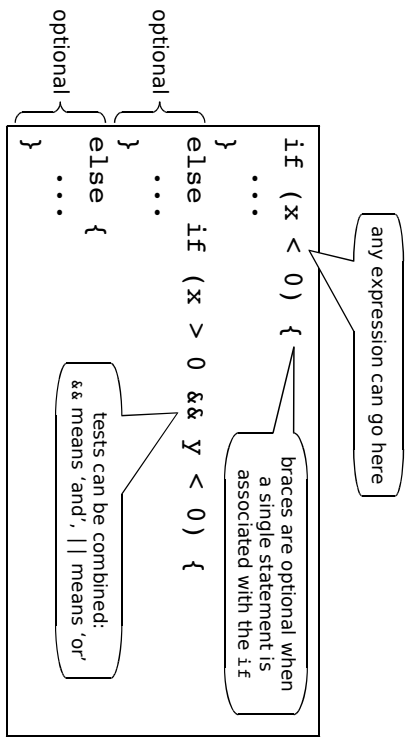 any expression can go here
if (x < 0) {
...
}
braces are optional when
a single statement is
associated with the if
optional
else if (x > 0 && y < 0) {
...
}
tests can be combined:
&& means ‘and’, || means ‘or’
optional
else {
...
}